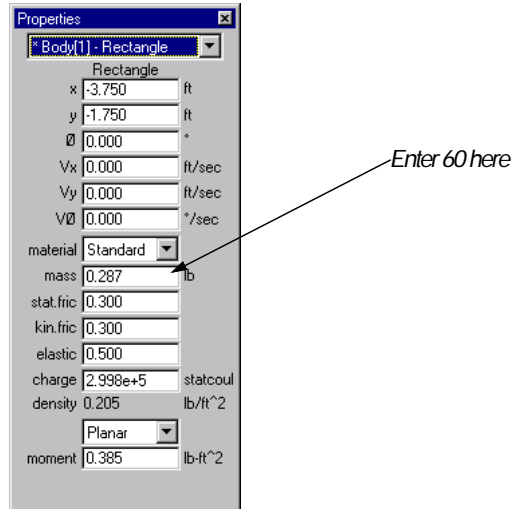 Properties
* Body[1] - Rectangle
Rectangle
x -3.750 ft
y -1.750 ft
Ø 0.000 °
Vx 0.000 ft/sec
Vy 0.000 ft/sec
VØ 0.000 °/sec
Enter 60 here
material Standard
mass 0.287 lb
stat.fric 0.300
kin.fric 0.300
elastic 0.500
charge 2.998e+5 statcoul
density 0.205 lb/ft^2
Planar
moment 0.385 lb-ft^2